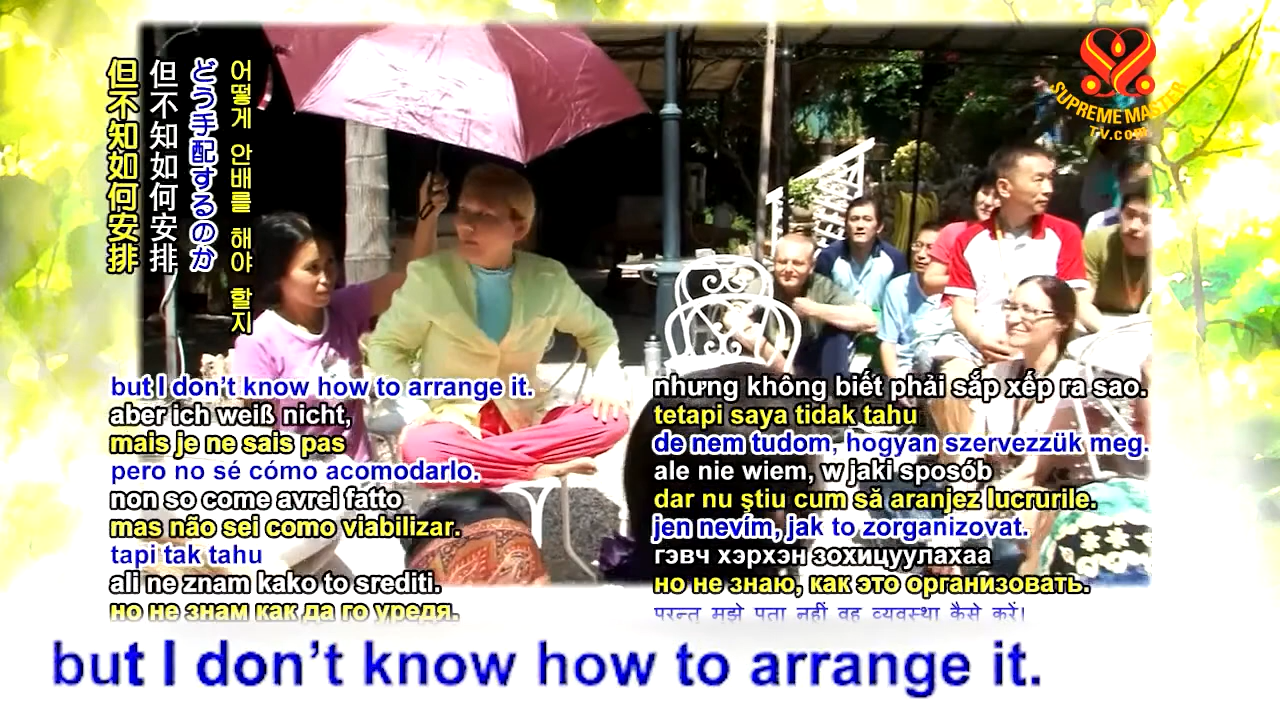 但不知如何安排
但不知如何安排
どう手配するのか
어떻게 안배를 해야 할지
SUPREME MASTER
TV.com
but I don't know how to arrange it.
aber ich weiß nicht,
mais je ne sais pas
pero no sé cómo acomodarlo.
non so come avrei fatto
mas não sei como viabilizar.
tapi tak tahu
ali ne znam kako to srediti.
но не знам как да го уредя.
nhưng không biết phải sắp xếp ra sao.
tetapi saya tidak tahu
de nem tudom, hogyan szervezzük meg.
ale nie wiem, w jaki sposób
dar nu ştiu cum să aranjez lucrurile.
jen nevím, jak to zorganizovat.
гэвч хэрхэн зохицуулахаа
но не знаю, как это организовать.
परन्तु मुझे पता नहीं वह व्यवस्था कैसे करें।
but I don’t know how to arrange it.